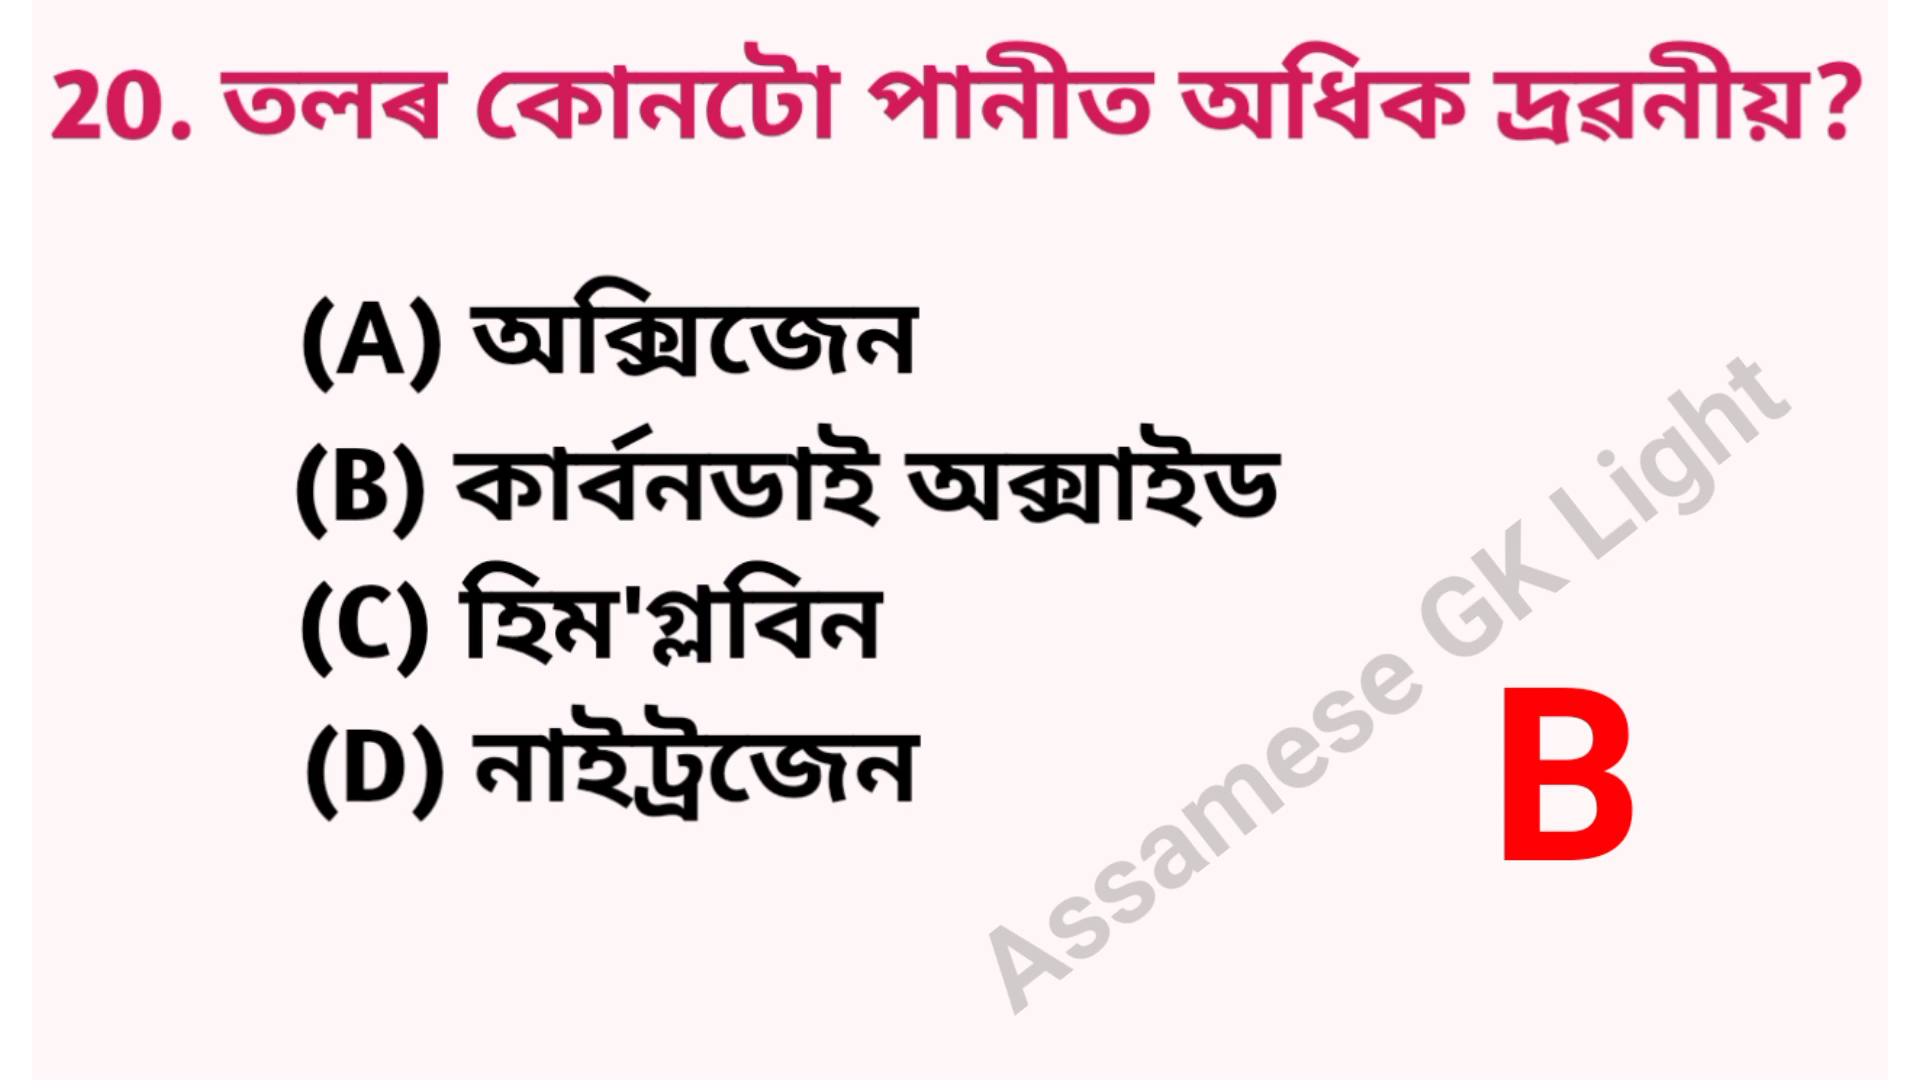 20. তলৰ কোনটো পানীত অধিক দ্ৰৱনীয়?
(A) অক্সিজেন
(B) কাৰ্বনডাই অক্সাইড
(C) হিম'গ্লবিন
(D) নাইট্ৰজেন
B
Assamese GK Light